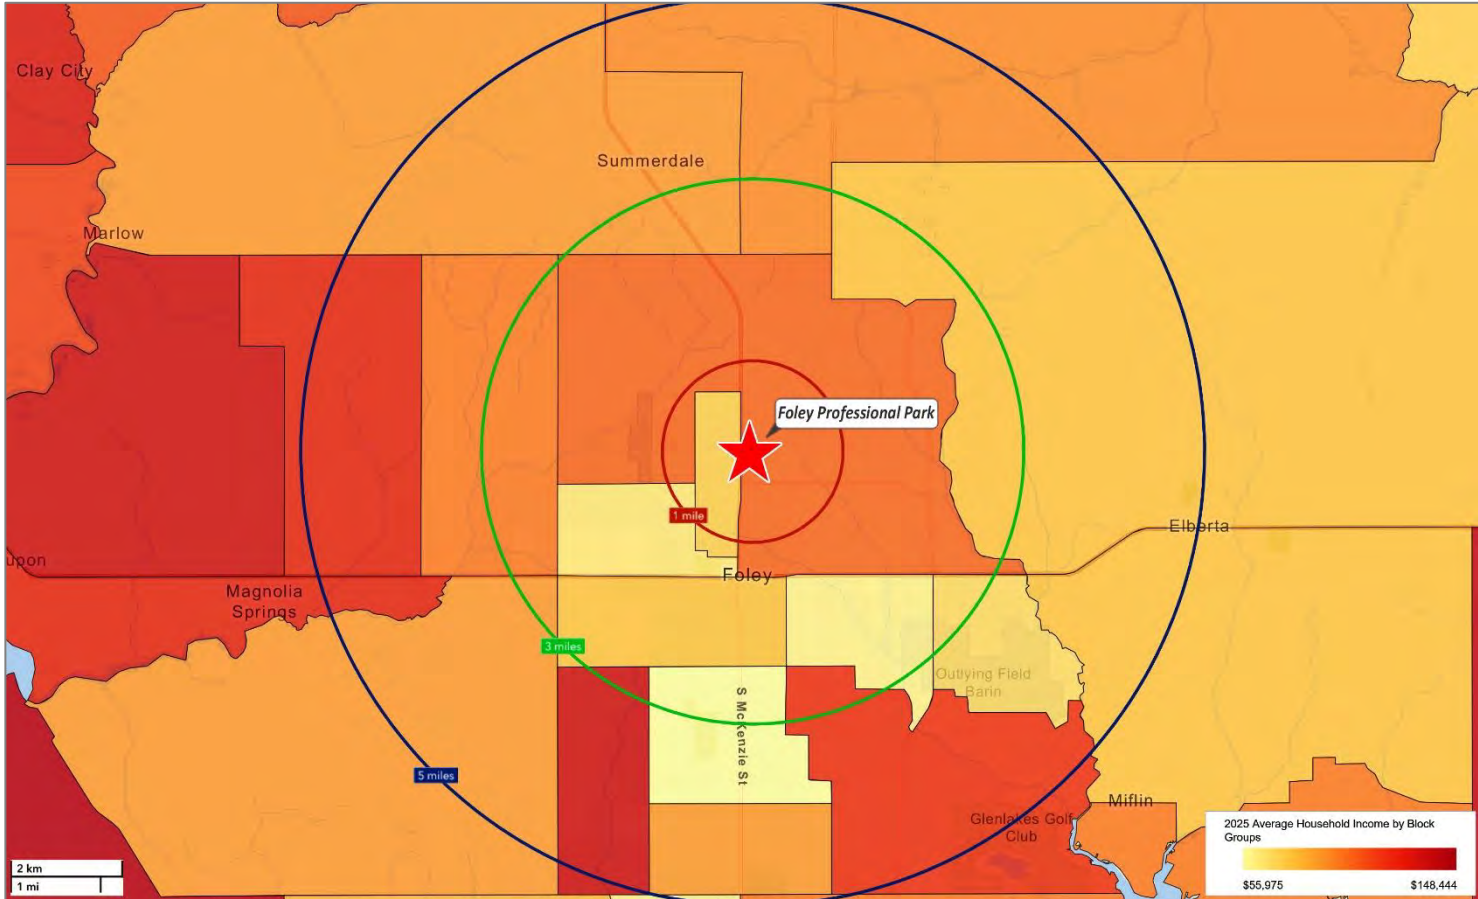 Clay City
Summerdale
Marlow
Foley Professional Park
1 mile
Elberta
upon
Foley
Magnolia
Springs
3 miles
Outlying Field
Barin
S McKenzie St
5 miles
Miflin
Glenlakes Golf
Club
2025 Average Household Income by Block
Groups
$55,975
$148,444
2 km
1 mi